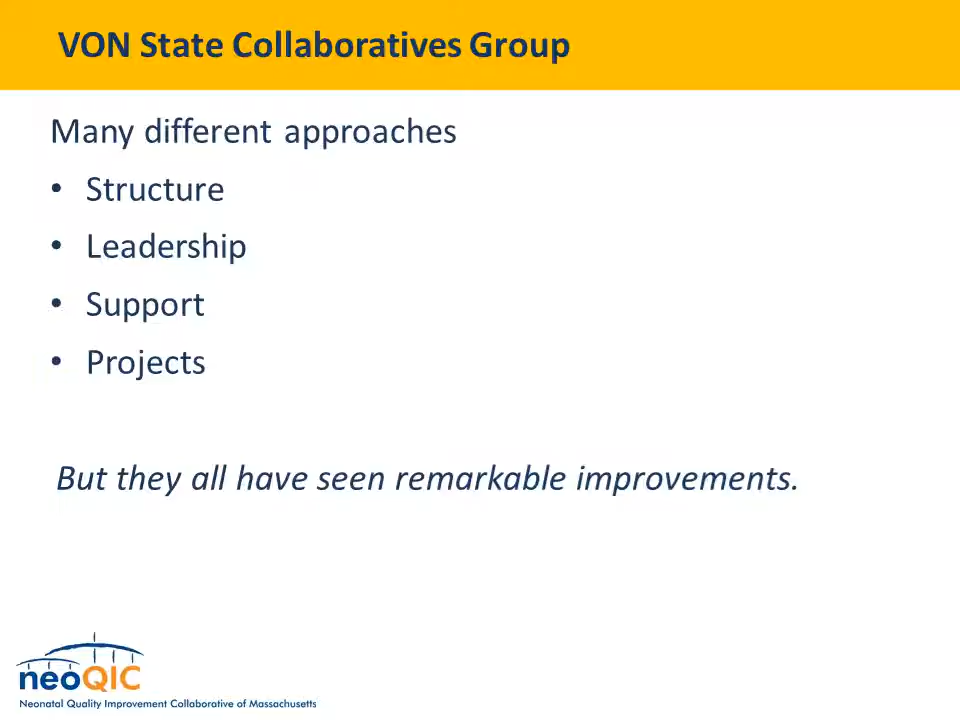 VON State Collaboratives Group
Many different approaches
• Structure
• Leadership
• Support
• Projects
But they all have seen remarkable improvements.
neoQIC
Neonatal Quality Improvement Collaborative of Massachusetts